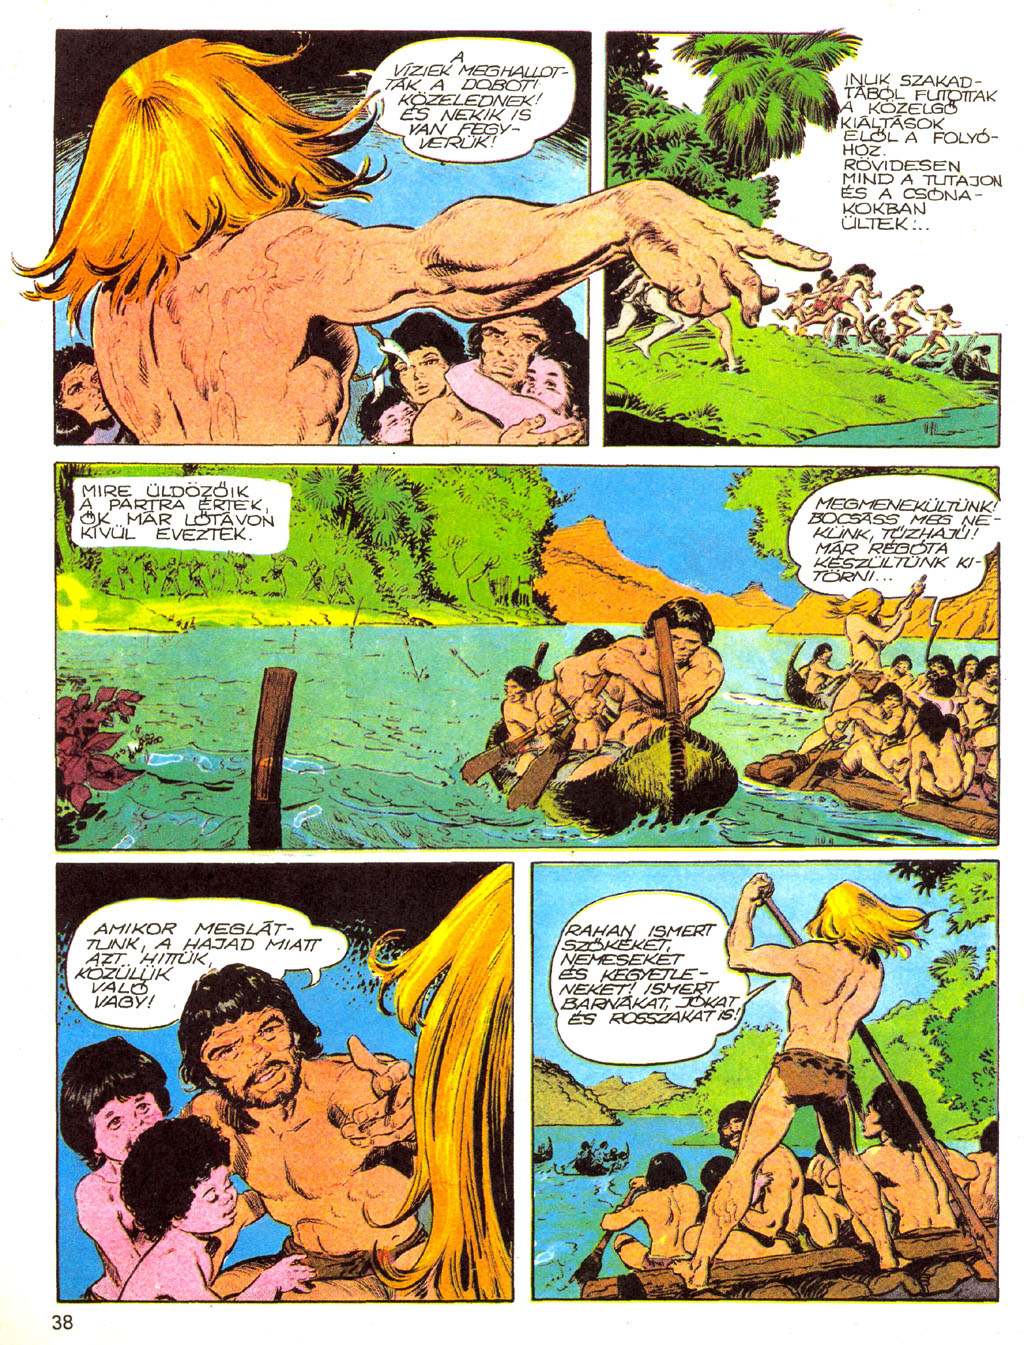 A
VÍZIEK MEGHALLOT-
TÁK A DOBOT!
KÖZELEDNEK!
ÉS NEKIK IS
VAN FEGY-
VERÜK!
INUK SZAKAD-
TÁBÓL FUTOTTAK
A KÖZELGŐ
KIÁLTÁSOK
ELŐL A FOLYÓ-
HOZ.
RÖVIDESEN
MIND A TUTAJON
ÉS A CSÓNA-
KOKBAN
ÜLTEK...
MIRE ÜLDÖZŐIK
A PARTRA ÉRTEK,
ŐK MÁR LŐTÁVON
KÍVÜL EVEZTEK.
MEGMENEKÜLTÜNK!
BOCSÁSS MEG NE-
KÜNK, TŰZHAJÚ!
MÁR RÉGÓTA
KÉSZÜLTÜNK KI-
TÖRNI...
AMIKOR MEGLÁT-
TUNK, A HAJAD MIATT
AZT HITTÜK,
KÖZÜLÜK
VALÓ
VAGY!
RAHAN ISMERT
SZŐKÉKET,
NEMESEKET
ÉS KEGYETLE-
NEKET! ISMERT
BARNÁKAT, JÓKAT
ÉS ROSSZAKAT IS!
38